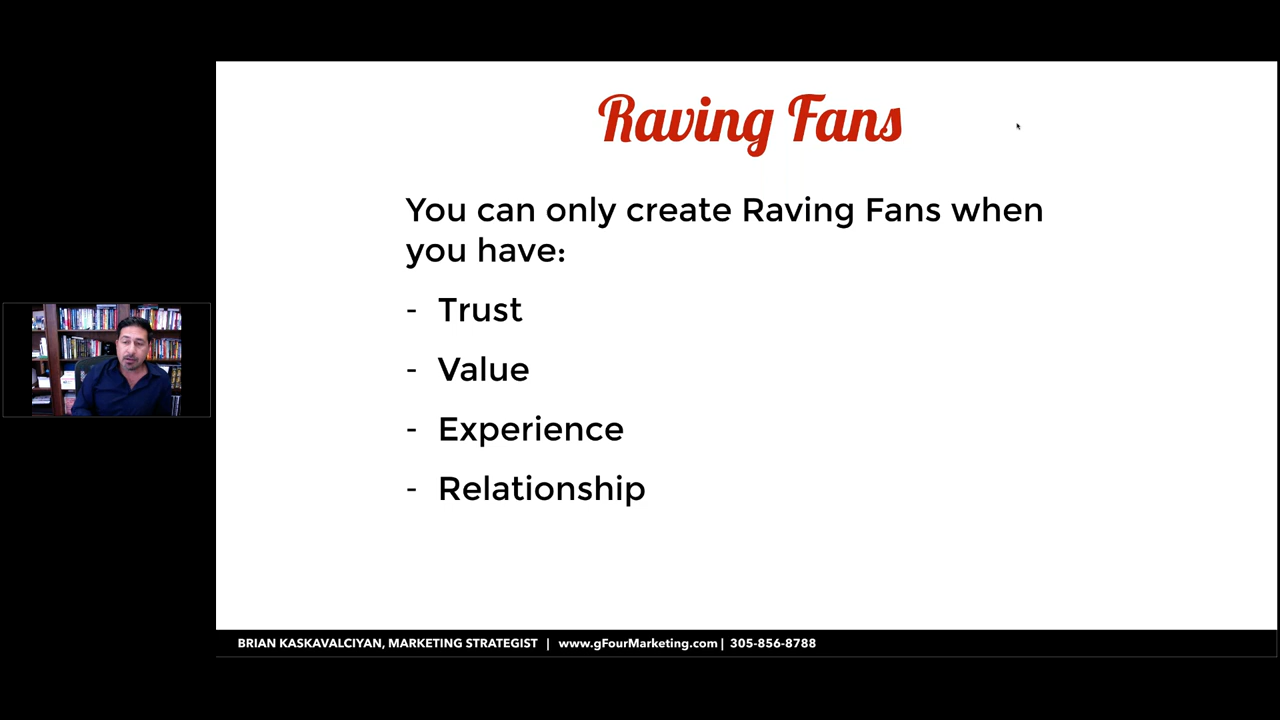 Raving Fans
You can only create Raving Fans when
you have:
- Trust
- Value
- Experience
- Relationship
BRIAN KASKAVALCIYAN, MARKETING STRATEGIST | www.gFourMarketing.com | 305-856-8788